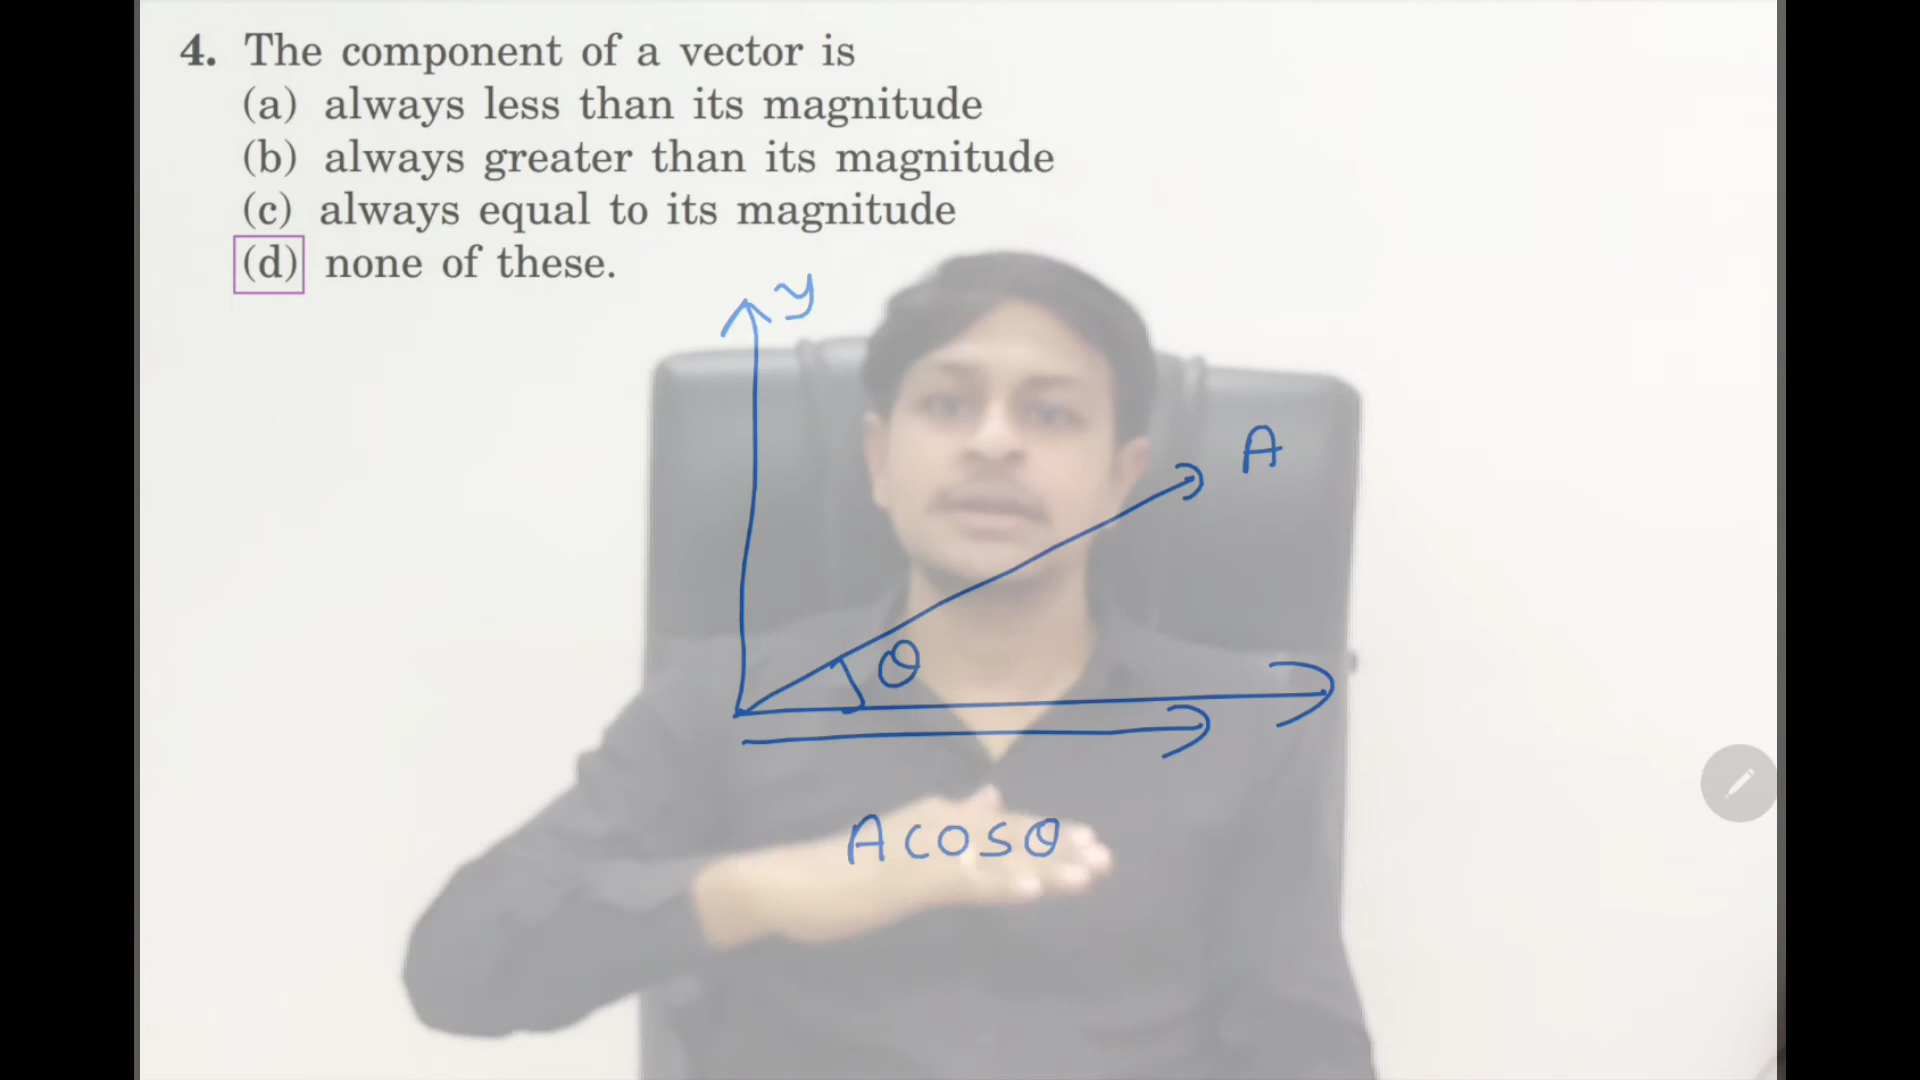 4. The component of a vector is
(a) always less than its magnitude
(b) always greater than its magnitude
(c) always equal to its magnitude
(d) none of these.
y
A
θ
A cosθ